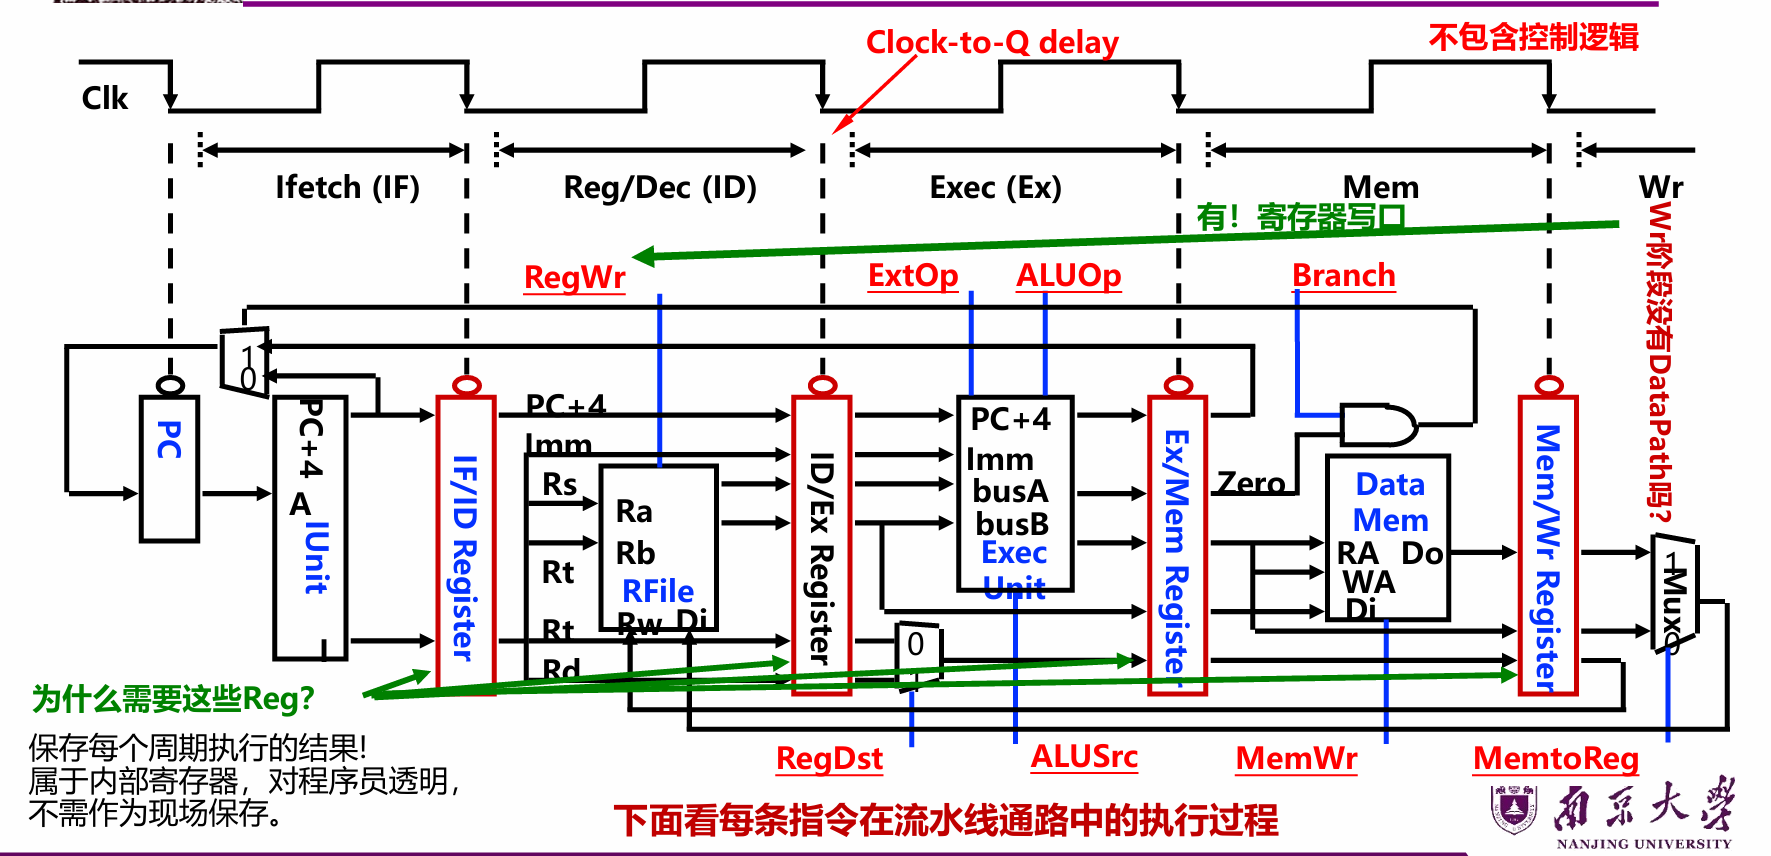 Clock-to-Q delay
不包含控制逻辑
Clk
Ifetch (IF)
Reg/Dec (ID)
Exec (Ex)
Mem
Wr
有！寄存器写口
Wr阶段没有DataPath吗?
RegWr
ExtOp
ALUOp
Branch
1
0
PC
PC+4
A
IUnit
I
IF/ID Register
PC+4
Imm
Rs
Rt
Rt
Rd
Ra
Rb
RFile
Rw Di
ID/Ex Register
PC+4
Imm
busA
busB
Exec
Unit
0
1
Ex/Mem Register
Zero
Data
Mem
RA Do
WA
Di
Mem/Wr Register
1
Mux
0
为什么需要这些Reg?
保存每个周期执行的结果!
属于内部寄存器，对程序员透明，
不需作为现场保存。
RegDst
ALUSrc
MemWr
MemtoReg
下面看每条指令在流水线通路中的执行过程
南京大学
NANJING UNIVERSITY